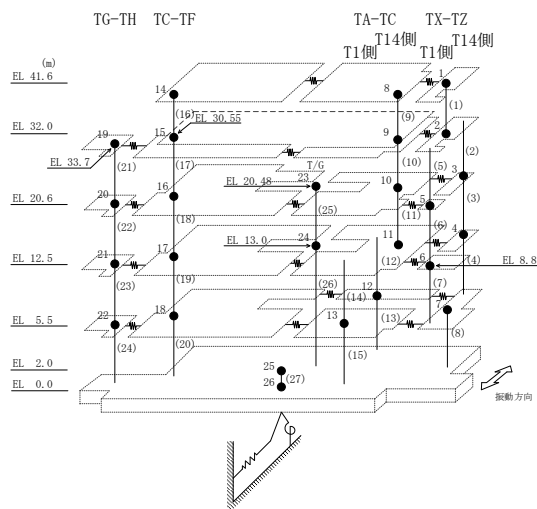 TG-TH TC-TF TA-TC TX-TZ
T1側 T14側 T1側 T14側
(m)
EL 41.6
14 8 1
(16) EL 30.55 (9) (1)
EL 32.0
19 15 9 2 (2)
EL 33.7 (21) (17) (10)
T/G
EL 20.48 23 10 (5) 3 (3)
EL 20.6
20 16 (25) 5
(22) (18) (11)
EL 13.0 24 11 (6) 4
EL 12.5
21 17 (12) 6 (4) EL 8.8
(23) (19) (26) (14) 12 (7)
EL 5.5
22 18 13 (13) 7
(24) (20) (15) (8)
EL 2.0
25
EL 0.0
26 (27)
振動方向